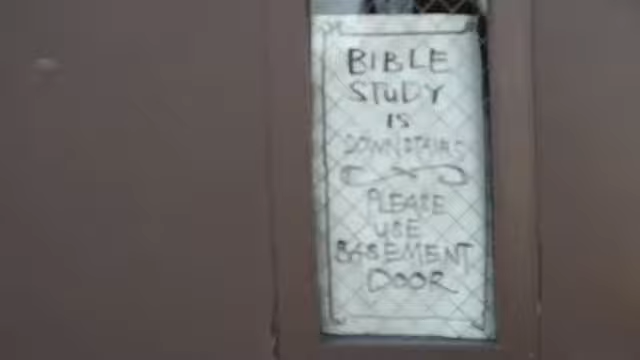 BIBLE
STUDY
IS
DOWNSTAIRS
PLEASE
USE
BASEMENT
DOOR